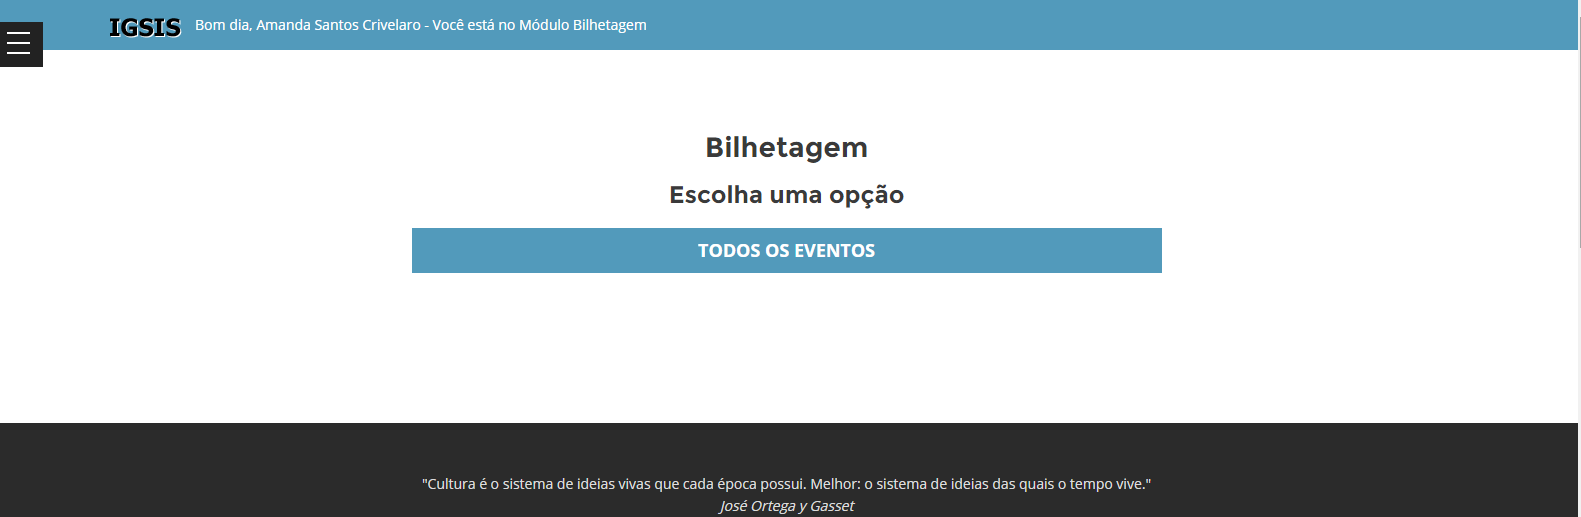 IGSIS Bom dia, Amanda Santos Crivelaro - Você está no Módulo Bilhetagem
Bilhetagem
Escolha uma opção
TODOS OS EVENTOS
"Cultura é o sistema de ideias vivas que cada época possui. Melhor: o sistema de ideias das quais o tempo vive."
José Ortega y Gasset